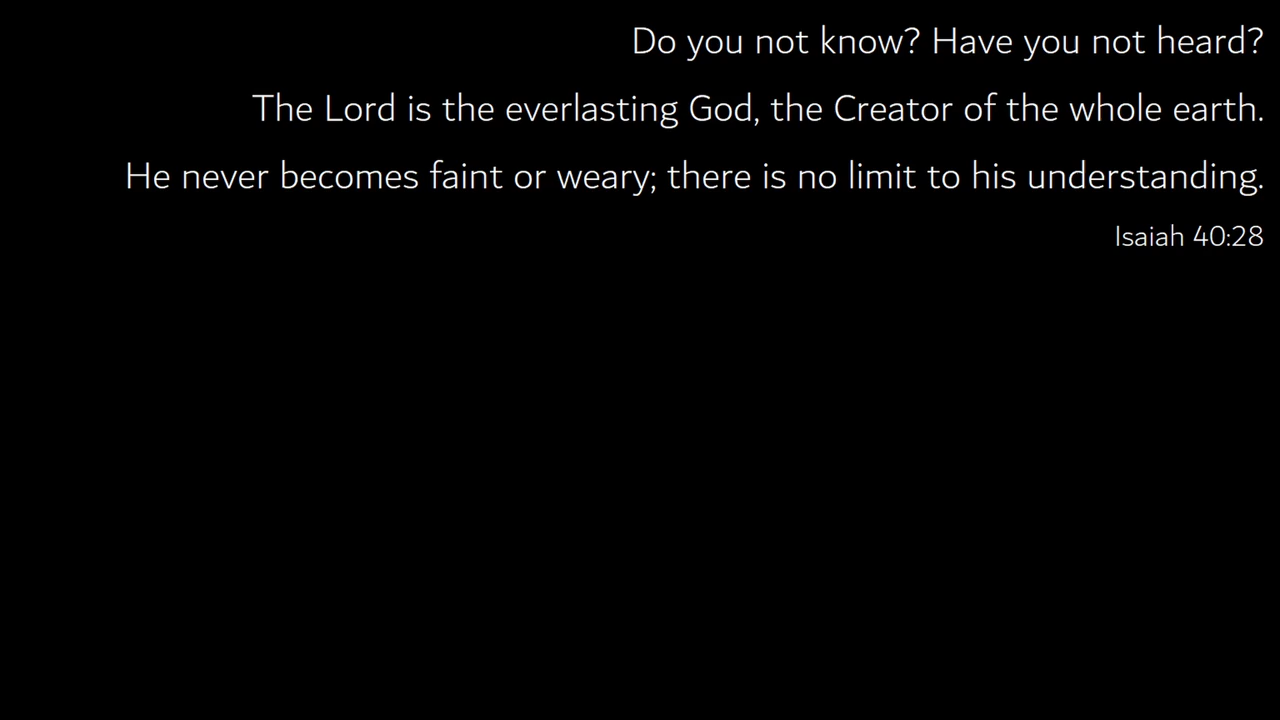 Do you not know? Have you not heard?
The Lord is the everlasting God, the Creator of the whole earth.
He never becomes faint or weary; there is no limit to his understanding.
Isaiah 40:28